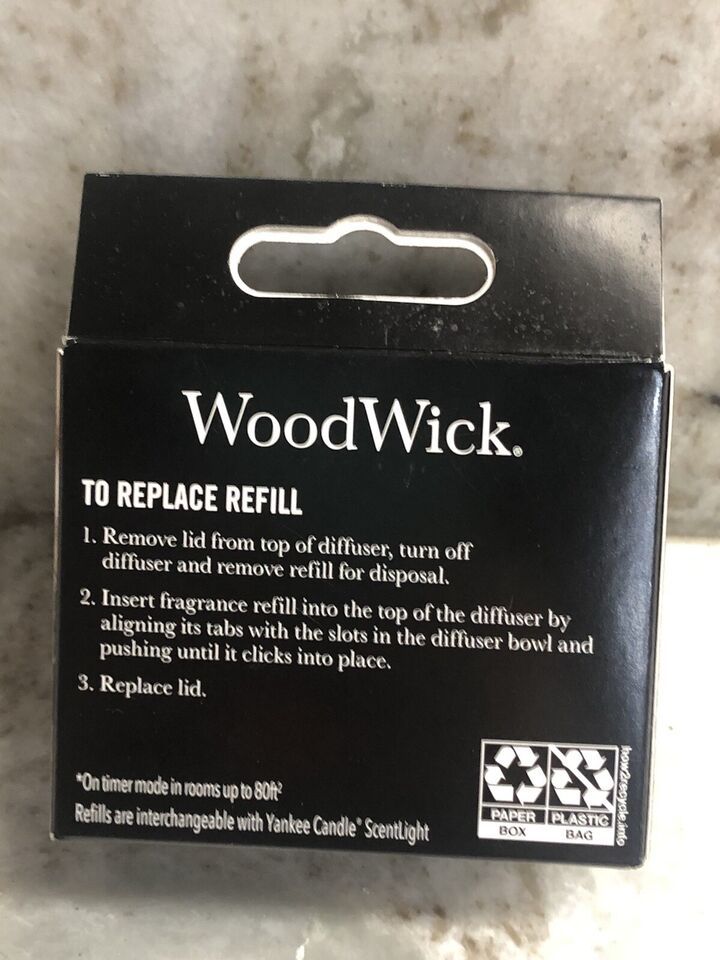 WoodWick®
TO REPLACE REFILL
1. Remove lid from top of diffuser, turn off
diffuser and remove refill for disposal.
2. Insert fragrance refill into the top of the diffuser by
aligning its tabs with the slots in the diffuser bowl and
pushing until it clicks into place.
3. Replace lid.
*On timer mode in rooms up to 80ft²
Refills are interchangeable with Yankee Candle® ScentLight
PAPER
BOX
PLASTIC
BAG
how2recycle.info